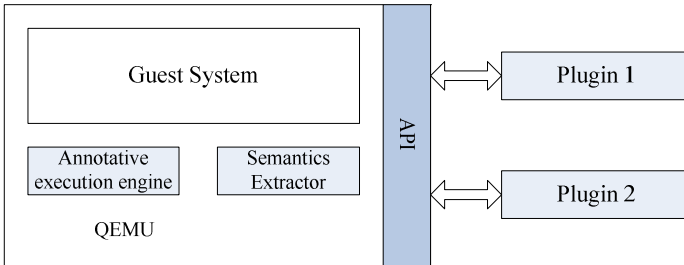 Guest System
Annotative
execution engine
Semantics
Extractor
QEMU
API
Plugin 1
Plugin 2